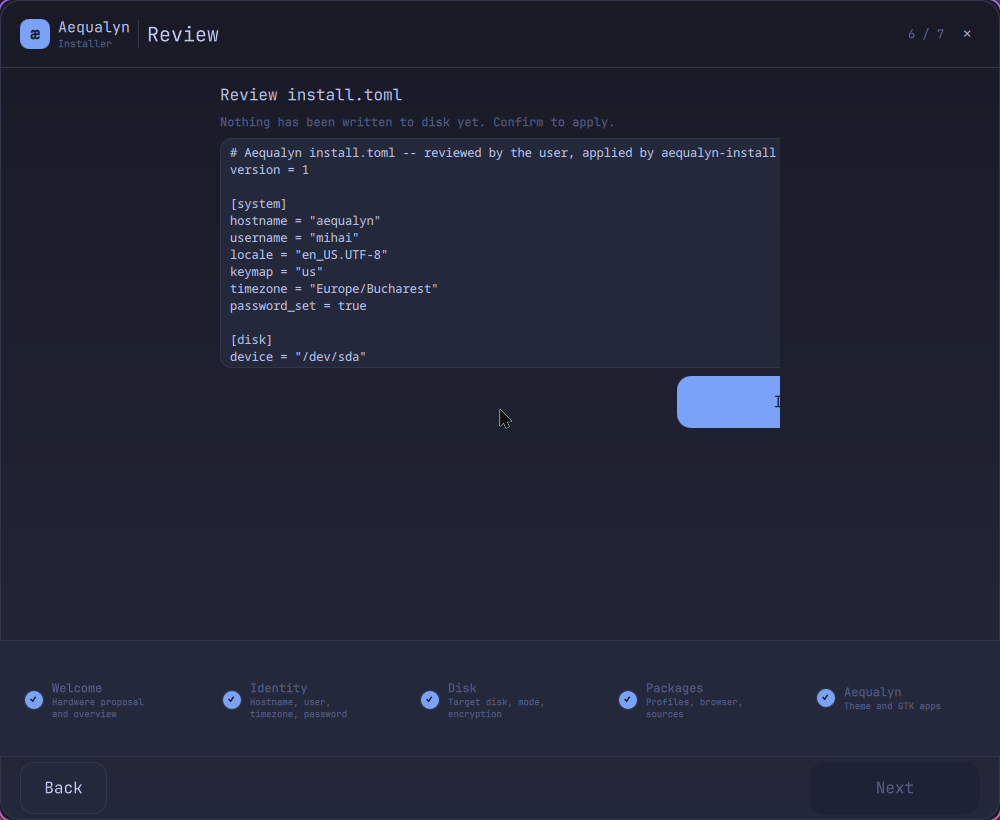 æ Aequalyn
Installer
Review
6 / 7 ×
Review install.toml
Nothing has been written to disk yet. Confirm to apply.
# Aequalyn install.toml -- reviewed by the user, applied by aequalyn-install
version = 1
[system]
hostname = "aequalyn"
username = "mihai"
locale = "en_US.UTF-8"
keymap = "us"
timezone = "Europe/Bucharest"
password_set = true
[disk]
device = "/dev/sda"
Welcome
Hardware proposal
and overview
Identity
Hostname, user,
timezone, password
Disk
Target disk, mode,
encryption
Packages
Profiles, browser,
sources
Aequalyn
Theme and GTK apps
Back
Next